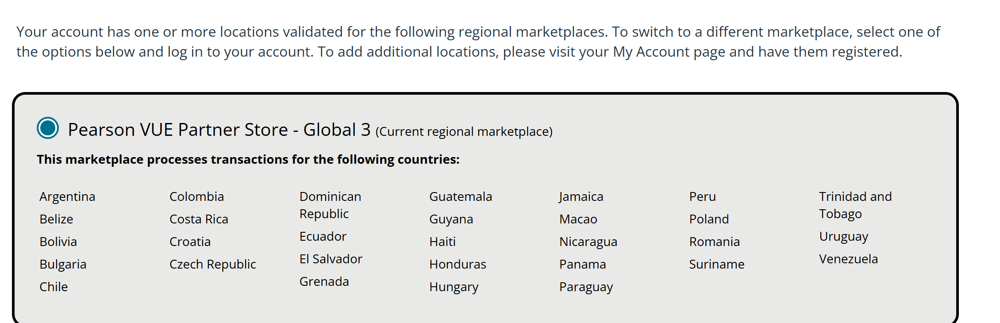 Your account has one or more locations validated for the following regional marketplaces. To switch to a different marketplace, select one of
the options below and log in to your account. To add additional locations, please visit your My Account page and have them registered.
Pearson VUE Partner Store - Global 3 (Current regional marketplace)
This marketplace processes transactions for the following countries:
Argentina
Belize
Bolivia
Bulgaria
Chile
Colombia
Costa Rica
Croatia
Czech Republic
Dominican
Republic
Ecuador
El Salvador
Grenada
Guatemala
Guyana
Haiti
Honduras
Hungary
Jamaica
Macao
Nicaragua
Panama
Paraguay
Peru
Poland
Romania
Suriname
Trinidad and
Tobago
Uruguay
Venezuela